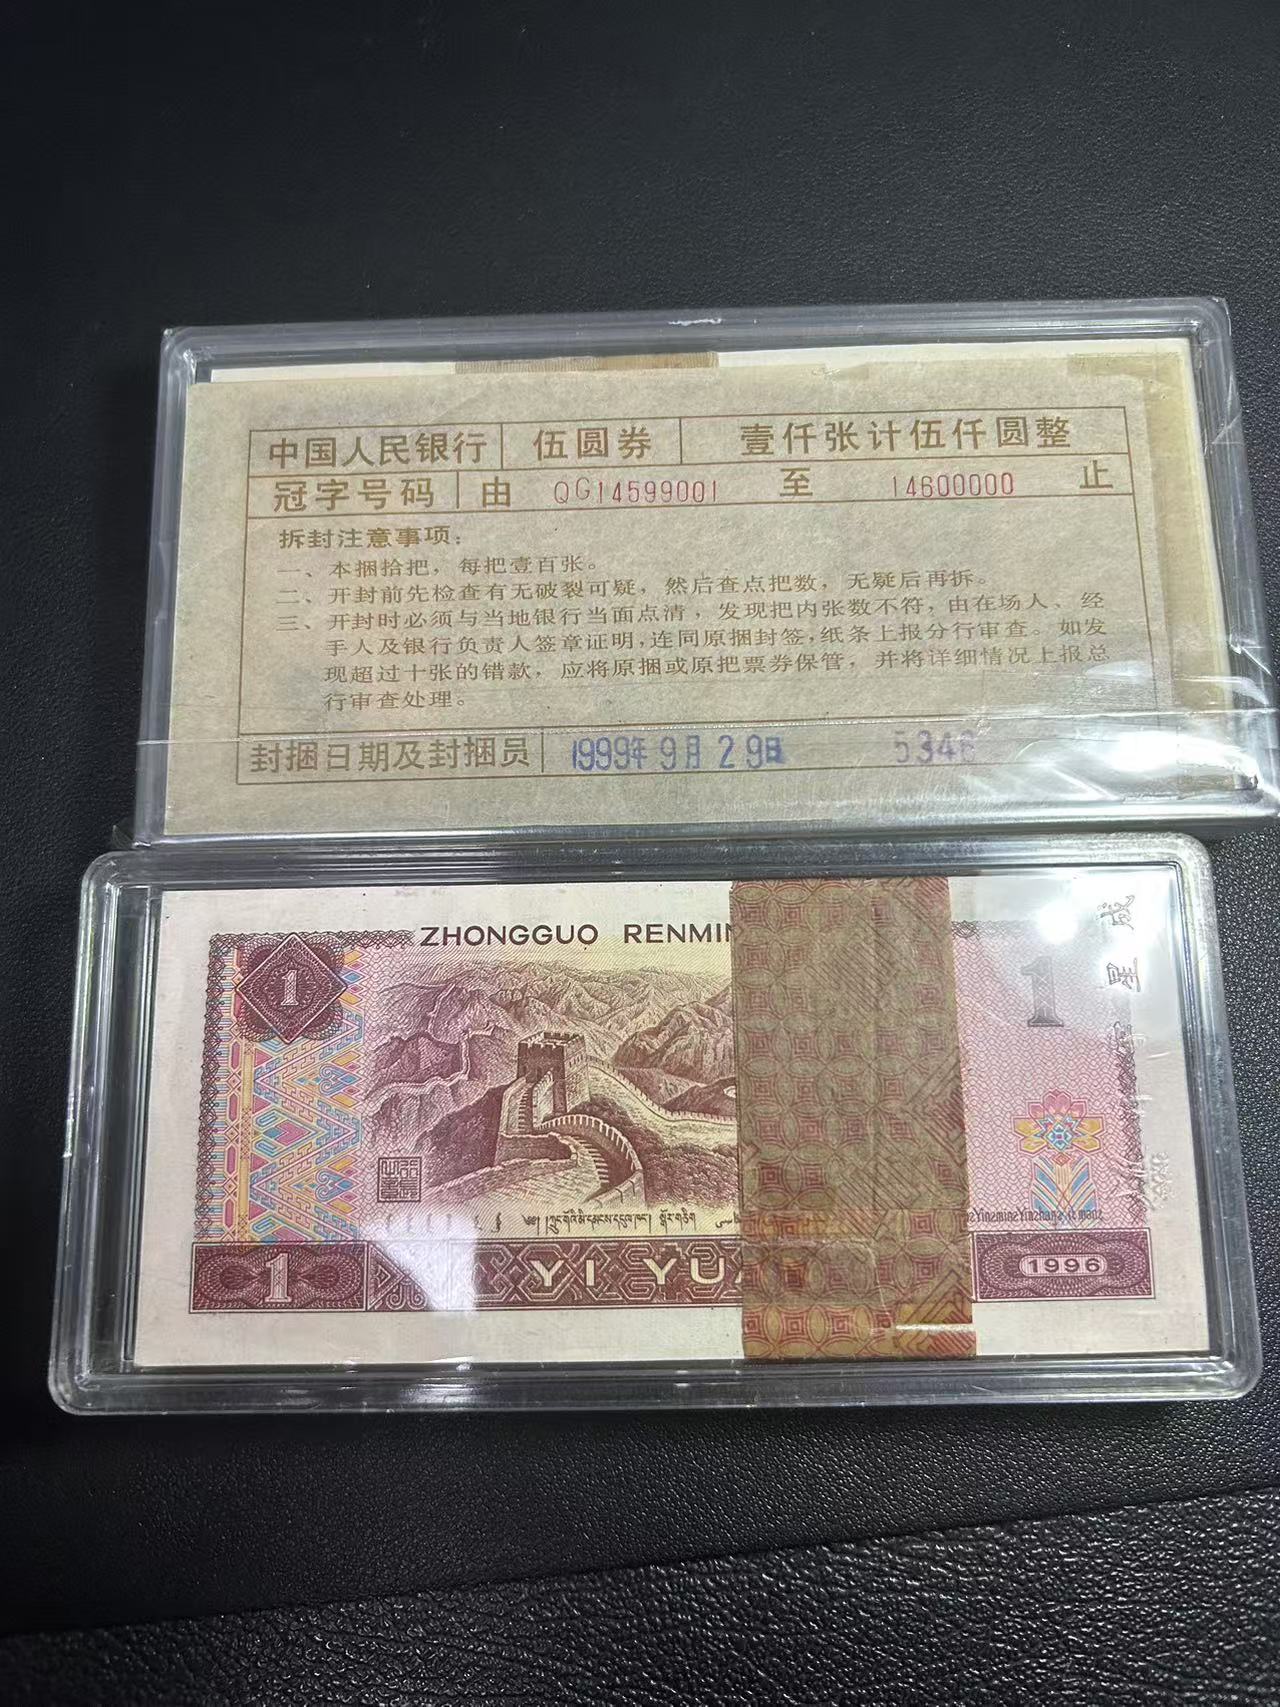 中国人民银行 伍圆券 壹仟张计伍仟圆整
冠字号码 由 QG14599001 至 14600000 止
拆封注意事项：
一、本捆拾把，每把壹百张。
二、开封前先检查有无破裂可疑，然后查点把数，无疑后再拆。
三、开封时必须与当地银行当面点清，发现把内张数不符，由在场人、经
手人及银行负责人签章证明，连同原捆封签，纸条上报分行审查。如发
现超过十张的错款，应将原捆或原把票券保管，并将详细情况上报总
行审查处理。
封捆日期及封捆员 1999年9月29日 5346
ZHONGGUO RENMIN
1
1
YI YUA
1
1996
星成